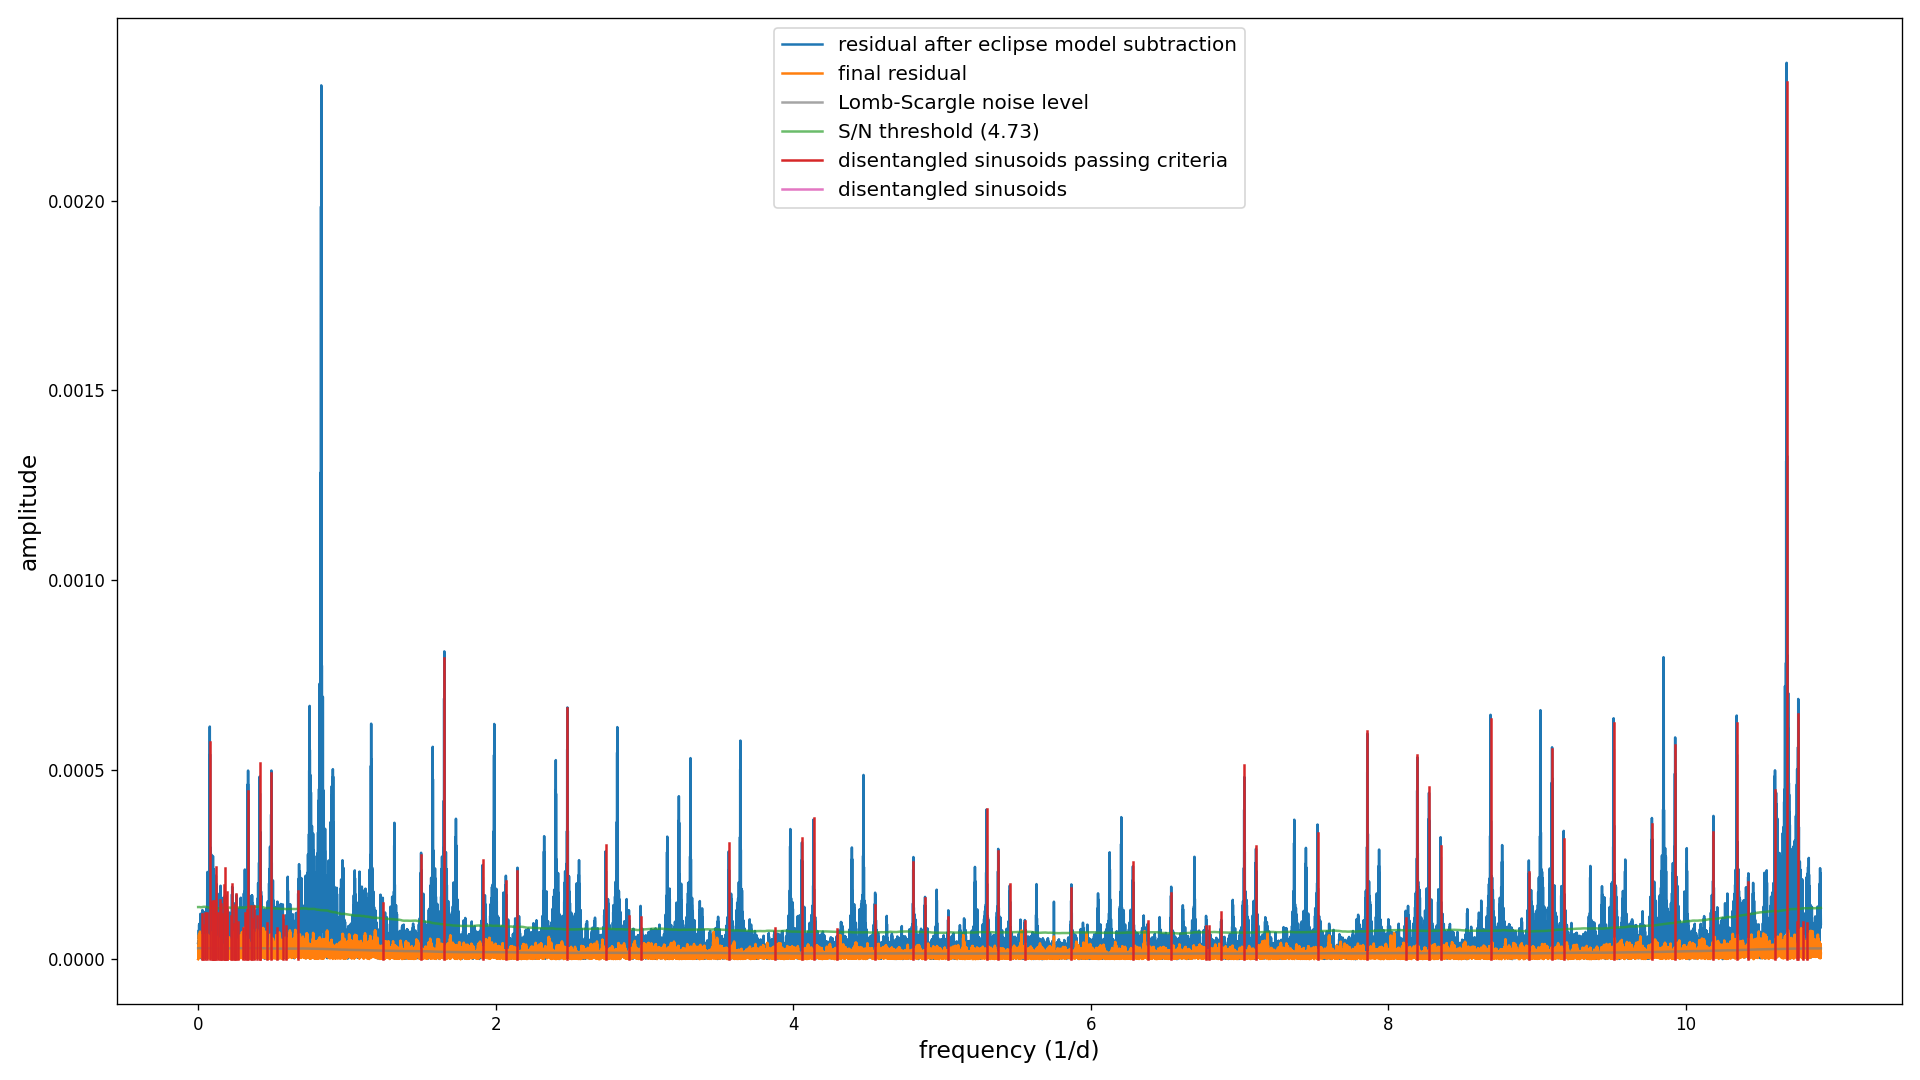 residual after eclipse model subtraction
final residual
Lomb-Scargle noise level
S/N threshold (4.73)
disentangled sinusoids passing criteria
disentangled sinusoids
0.0020
0.0015
0.0010
0.0005
0.0000
amplitude
0 2 4 6 8 10
frequency (1/d)